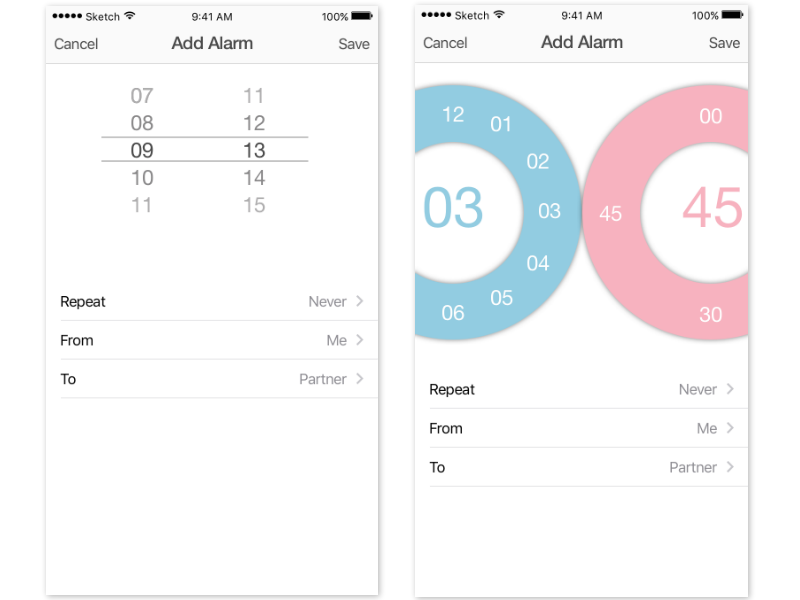 Sketch 9:41 AM 100%
Cancel Add Alarm Save
07 11
08 12
09 13
10 14
11 15
Repeat Never
From Me
To Partner
Sketch 9:41 AM 100%
Cancel Add Alarm Save
12 01 02 03 04 05 06
03
00 45 30
45
Repeat Never
From Me
To Partner